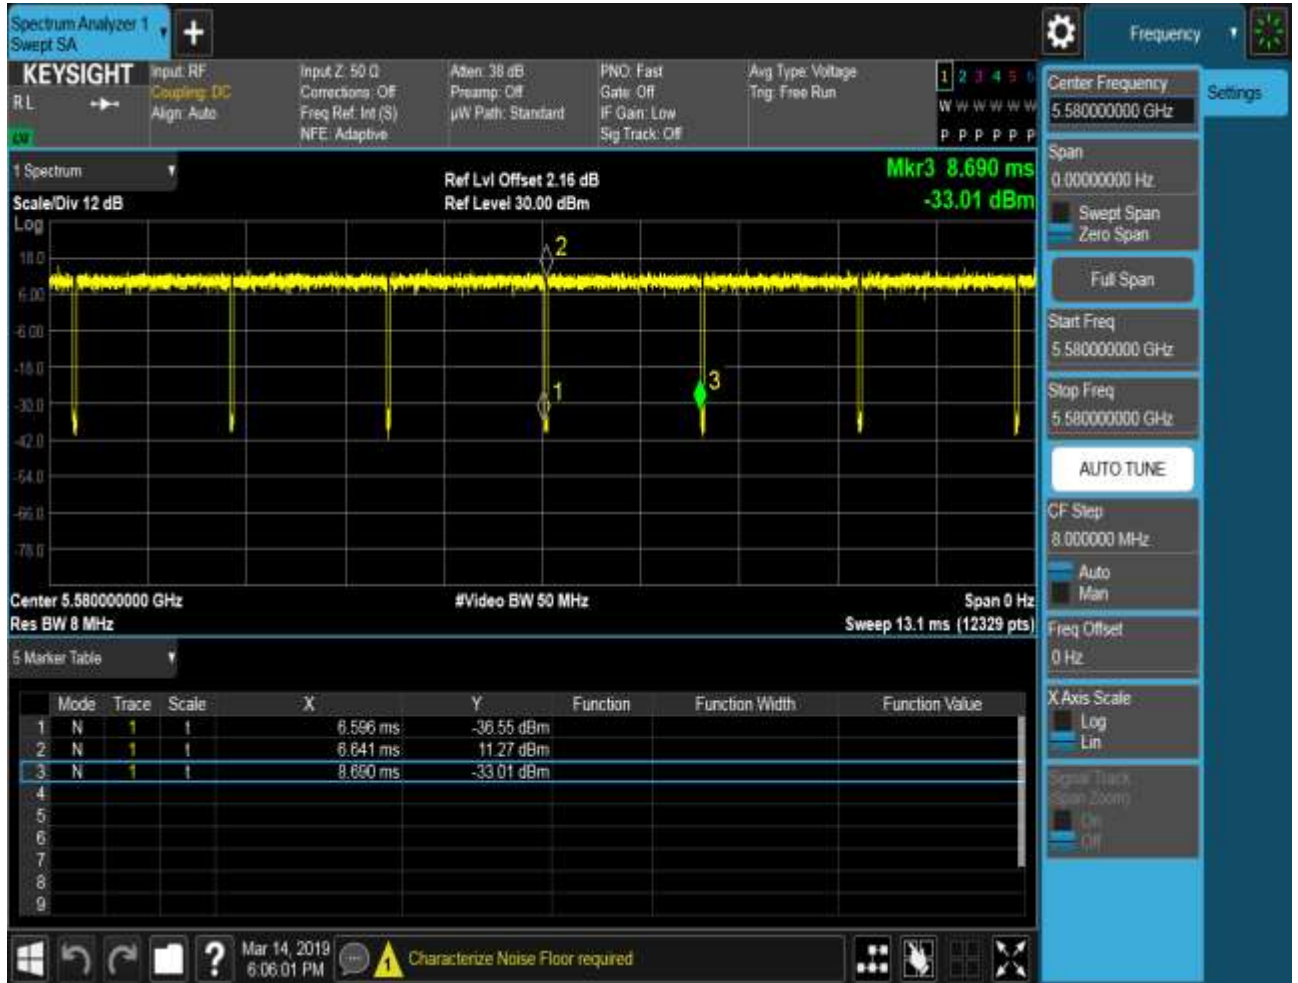 Spectrum Analyzer 1
Swept SA
Frequency
KEYSIGHT
RL
Input: RF
Coupling: DC
Align: Auto
Input Z: 50 Ω
Corrections: Off
Freq Ref: Int (S)
NFE: Adaptive
Atten: 38 dB
Preamp: Off
µW Path: Standard
PNO: Fast
Gate: Off
IF Gain: Low
Sig Track: Off
Avg Type: Voltage
Trig: Free Run
1 2 3 4 5 6
W W W W W W
P P P P P P
1 Spectrum
Scale/Div 12 dB
Ref Lvl Offset 2.16 dB
Ref Level 30.00 dBm
Mkr3 8.690 ms
-33.01 dBm
Log
18.0
6.00
-6.00
-18.0
-30.0
-42.0
-54.0
-66.0
-78.0
2
1
3
Center 5.580000000 GHz
#Video BW 50 MHz
Span 0 Hz
Res BW 8 MHz
Sweep 13.1 ms (12329 pts)
5 Marker Table
Mode Trace Scale X Y Function Function Width Function Value
1 N 1 t 6.596 ms -36.55 dBm
2 N 1 t 6.641 ms 11.27 dBm
3 N 1 t 8.690 ms -33.01 dBm
4
5
6
7
8
9
Mar 14, 2019
6:06:01 PM
1
Characterize Noise Floor required
Center Frequency
5.580000000 GHz
Settings
Span
0.00000000 Hz
Swept Span
Zero Span
Full Span
Start Freq
5.580000000 GHz
Stop Freq
5.580000000 GHz
AUTO TUNE
CF Step
8.000000 MHz
Auto
Man
Freq Offset
0 Hz
X Axis Scale
Log
Lin
Signal Track
(Span Zoom)
On
Off